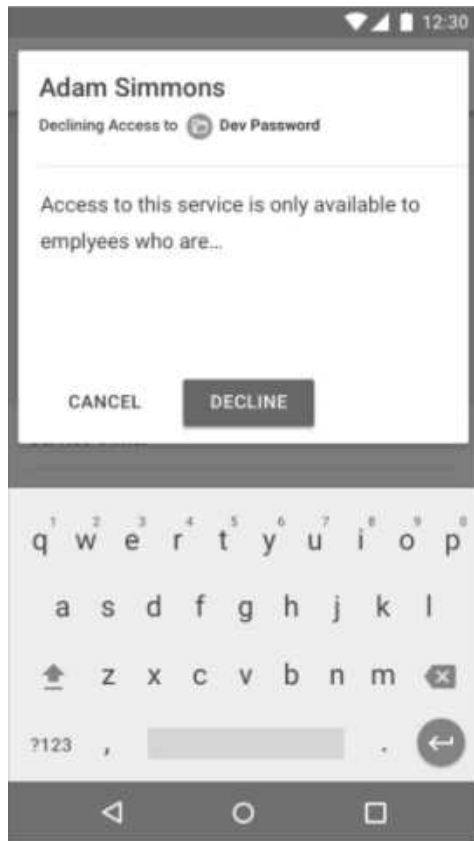 12:30
Adam Simmons
Declining Access to Dev Password
Access to this service is only available to
emplyees who are...
CANCEL DECLINE
1 2 3 4 5 6 7 8 9 0
q w e r t y u i o p
a s d f g h j k l
z x c v b n m
?123 , .